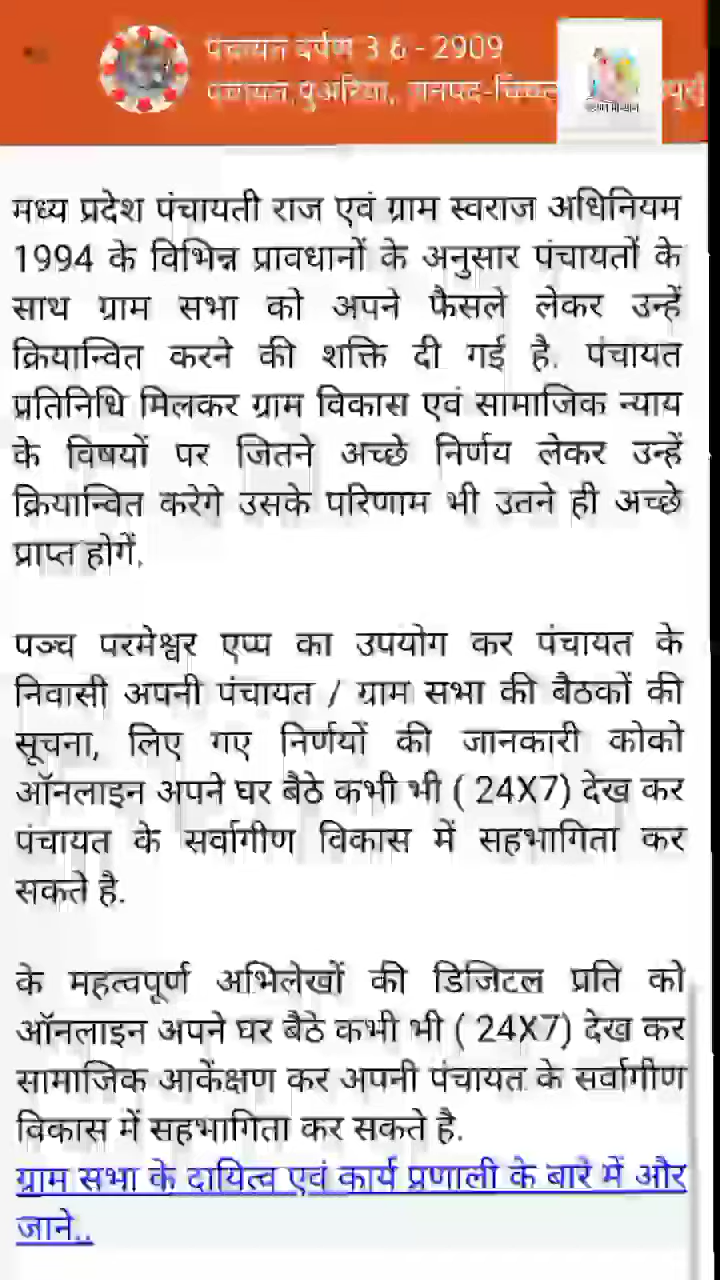 पंचायत दर्पण 3.6 - 2909
पंचायत,पुअरिया, जनपद-
मध्य प्रदेश पंचायती राज एवं ग्राम स्वराज अधिनियम
1994 के विभिन्न प्रावधानों के अनुसार पंचायतों के
साथ ग्राम सभा को अपने फैसले लेकर उन्हें
क्रियान्वित करने की शक्ति दी गई है. पंचायत
प्रतिनिधि मिलकर ग्राम विकास एवं सामाजिक न्याय
के विषयों पर जितने अच्छे निर्णय लेकर उन्हें
क्रियान्वित करेगे उसके परिणाम भी उतने ही अच्छे
प्राप्त होगें.
पञ्च परमेश्वर एप्प का उपयोग कर पंचायत के
निवासी अपनी पंचायत / ग्राम सभा की बैठकों की
सूचना, लिए गए निर्णयों की जानकारी कोको
ऑनलाइन अपने घर बैठे कभी भी ( 24X7) देख कर
पंचायत के सर्वागीण विकास में सहभागिता कर
सकते है.
के महत्वपूर्ण अभिलेखों की डिजिटल प्रति को
ऑनलाइन अपने घर बैठे कभी भी ( 24X7) देख कर
सामाजिक आकेंक्षण कर अपनी पंचायत के सर्वागीण
विकास में सहभागिता कर सकते है.
ग्राम सभा के दायित्व एवं कार्य प्रणाली के बारे में और
जाने..